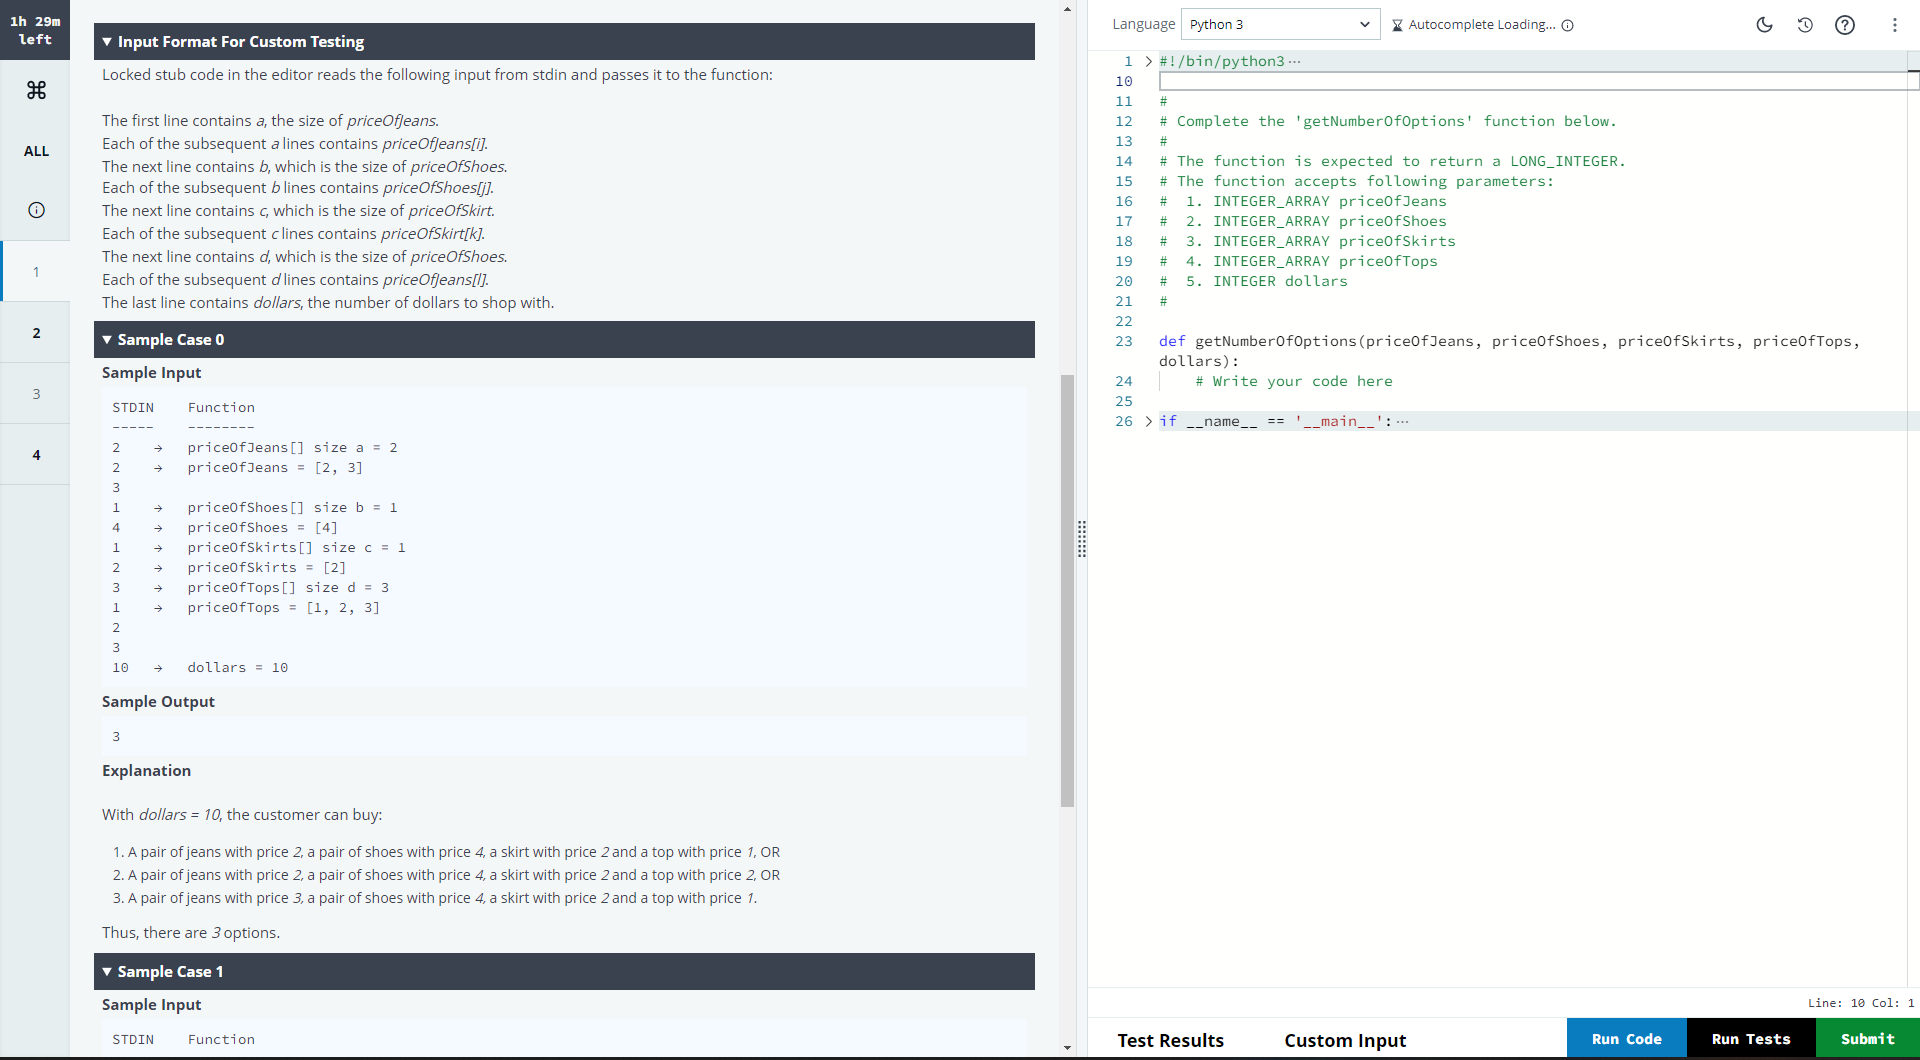 1h 29m
left
ALL
1
2
3
4
Input Format For Custom Testing
Locked stub code in the editor reads the following input from stdin and passes it to the function:
The first line contains a, the size of priceOfJeans.
Each of the subsequent a lines contains priceOfJeans[i].
The next line contains b, which is the size of priceOfShoes.
Each of the subsequent b lines contains priceOfShoes[j].
The next line contains c, which is the size of priceOfSkirt.
Each of the subsequent c lines contains priceOfSkirt[k].
The next line contains d, which is the size of priceOfShoes.
Each of the subsequent d lines contains priceOfJeans[l].
The last line contains dollars, the number of dollars to shop with.
Sample Case 0
Sample Input
STDIN    Function
-----    --------
2    →   priceOfJeans[] size a = 2
2    →   priceOfJeans = [2, 3]
3
1    →   priceOfShoes[] size b = 1
4    →   priceOfShoes = [4]
1    →   priceOfSkirts[] size c = 1
2    →   priceOfSkirts = [2]
3    →   priceOfTops[] size d = 3
1    →   priceOfTops = [1, 2, 3]
2
3
10   →   dollars = 10
Sample Output
3
Explanation
With dollars = 10, the customer can buy:
1. A pair of jeans with price 2, a pair of shoes with price 4, a skirt with price 2 and a top with price 1, OR
2. A pair of jeans with price 2, a pair of shoes with price 4, a skirt with price 2 and a top with price 2, OR
3. A pair of jeans with price 3, a pair of shoes with price 4, a skirt with price 2 and a top with price 1.
Thus, there are 3 options.
Sample Case 1
Sample Input
STDIN    Function
Language Python 3 Autocomplete Loading...
1 #!/bin/python3 ...
10
11 #
12 # Complete the 'getNumberOfOptions' function below.
13 #
14 # The function is expected to return a LONG_INTEGER.
15 # The function accepts following parameters:
16 #  1. INTEGER_ARRAY priceOfJeans
17 #  2. INTEGER_ARRAY priceOfShoes
18 #  3. INTEGER_ARRAY priceOfSkirts
19 #  4. INTEGER_ARRAY priceOfTops
20 #  5. INTEGER dollars
21 #
22
23 def getNumberOfOptions(priceOfJeans, priceOfShoes, priceOfSkirts, priceOfTops,
dollars):
24     # Write your code here
25
26 if __name__ == '__main__': ...
Line: 10 Col: 1
Test Results Custom Input Run Code Run Tests Submit